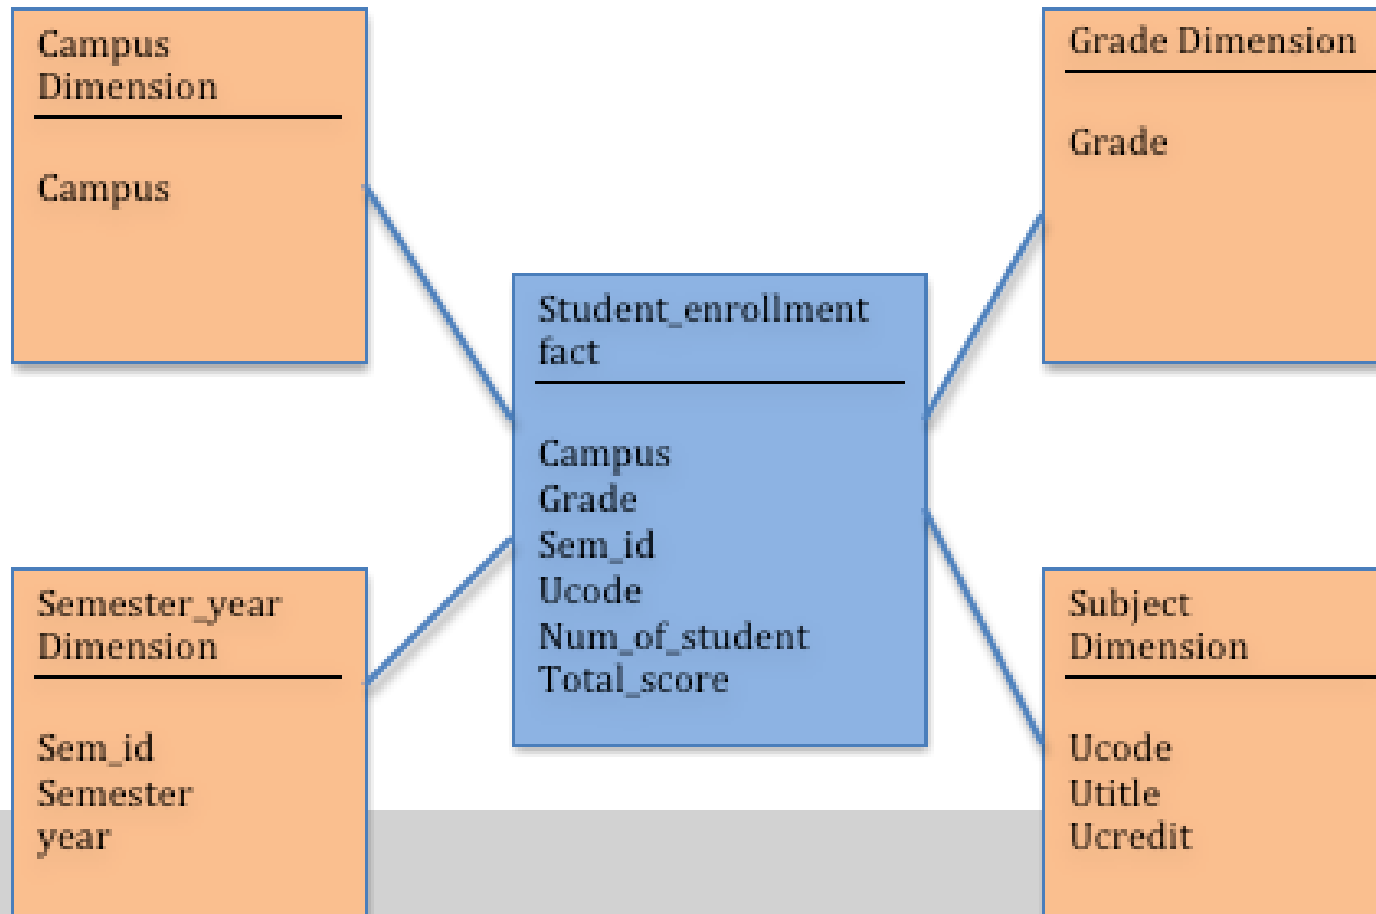 Campus
Dimension
Campus
Grade Dimension
Grade
Student_enrollment
fact
Campus
Grade
Sem_id
Ucode
Num_of_student
Total_score
Semester_year
Dimension
Sem_id
Semester
year
Subject
Dimension
Ucode
Utitle
Ucredit